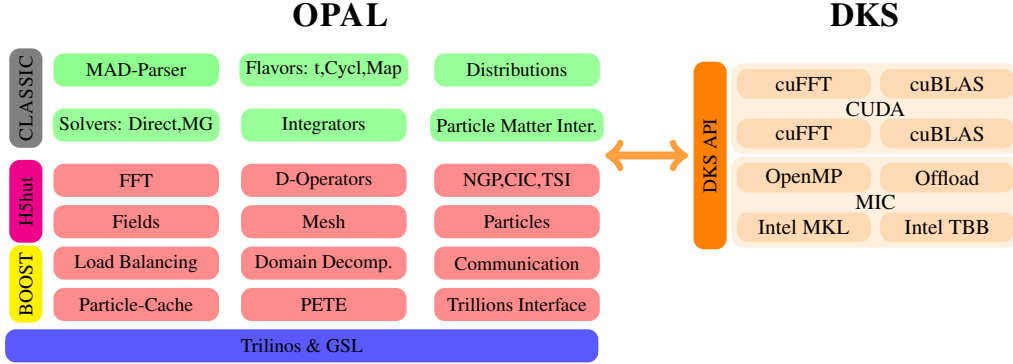 OPAL
DKS
CLASSIC
MAD-Parser
Flavors: t,Cycl,Map
Distributions
Solvers: Direct,MG
Integrators
Particle Matter Inter.
H5hut
FFT
D-Operators
NGP,CIC,TSI
Fields
Mesh
Particles
BOOST
Load Balancing
Domain Decomp.
Communication
Particle-Cache
PETE
Trillions Interface
Trilinos & GSL
DKS API
cuFFT
cuBLAS
CUDA
cuFFT
cuBLAS
OpenMP
Offload
MIC
Intel MKL
Intel TBB